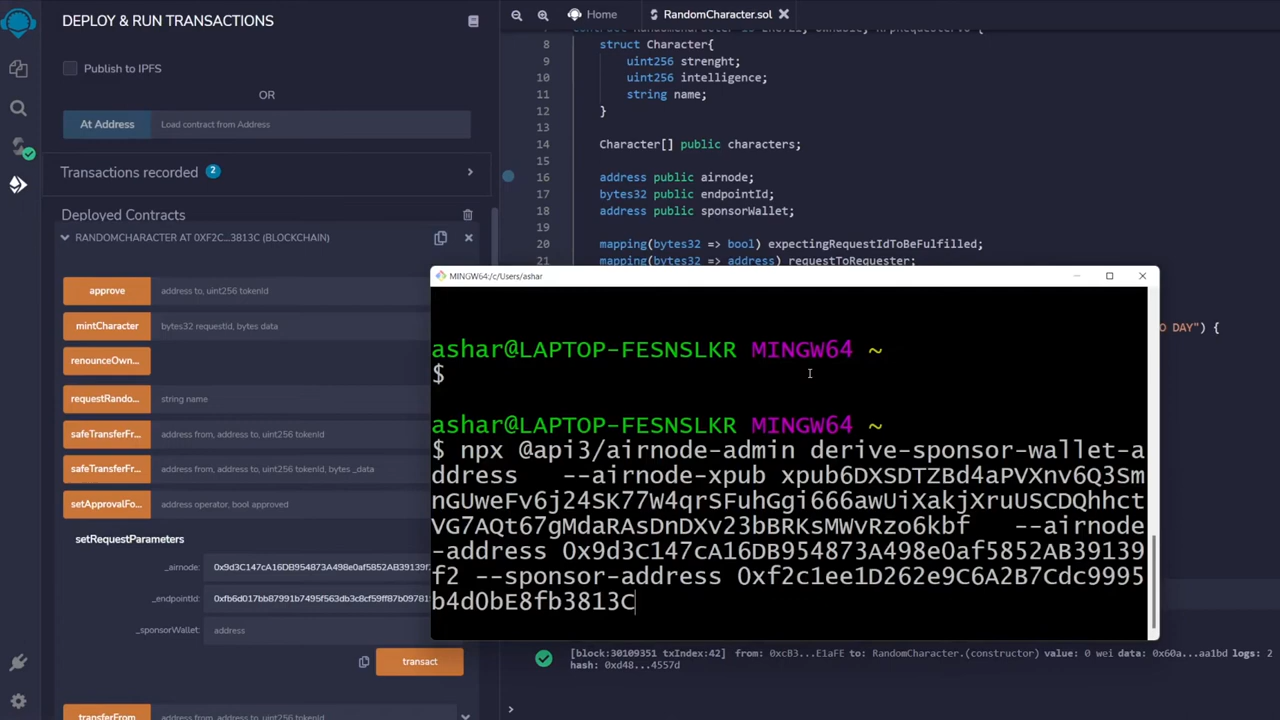 DEPLOY & RUN TRANSACTIONS
Publish to IPFS
OR
At Address
Load contract from Address
Transactions recorded 2
Deployed Contracts
RANDOMCHARACTER AT 0XF2C...3813C (BLOCKCHAIN)
approve
address to, uint256 tokenId
mintCharacter
bytes32 requestId, bytes data
renounceOwn...
requestRando...
string name
safeTransferFr...
address from, address to, uint256 tokenId
safeTransferFr...
address from, address to, uint256 tokenId, bytes _data
setApprovalFo...
address operator, bool approved
setRequestParameters
_airnode:
0x9d3C147cA16DB954873A498e0af5852AB39139f
_endpointId:
0xfb6d017bb87991b7495f563db3c8cf59ff87b09781
_sponsorWallet:
address
transact
transferFrom
address from, address to, uint256 tokenId
Home
RandomCharacter.sol
8 struct Character{
9 uint256 strenght;
10 uint256 intelligence;
11 string name;
12 }
13
14 Character[] public characters;
15
16 address public airnode;
17 bytes32 public endpointId;
18 address public sponsorWallet;
19
20 mapping(bytes32 => bool) expectingRequestIdToBeFulfilled;
21 mapping(bytes32 => address) requestToRequester;
O DAY") {
MINGW64:/c/Users/ashar
ashar@LAPTOP-FESNSLKR MINGW64 ~
$
ashar@LAPTOP-FESNSLKR MINGW64 ~
$ npx @api3/airnode-admin derive-sponsor-wallet-a
ddress --airnode-xpub xpub6DXSDTZBd4aPVXnv6Q3Sm
nGUweFv6j24SK77W4qrSFuhGgi666awUiXakjXruUSCDQhhct
VG7AQt67gMdaRAsDnDXv23bBRKsMWvRzo6kbf --airnode
-address 0x9d3C147cA16DB954873A498e0af5852AB39139
f2 --sponsor-address 0xf2c1ee1D262e9C6A2B7Cdc9995
b4d0bE8fb3813C
[block:30109351 txIndex:42] from: 0xcB3...E1aFE to: RandomCharacter.(constructor) value: 0 wei data: 0x60a...aa1bd logs: 2
hash: 0xd48...4557d
>